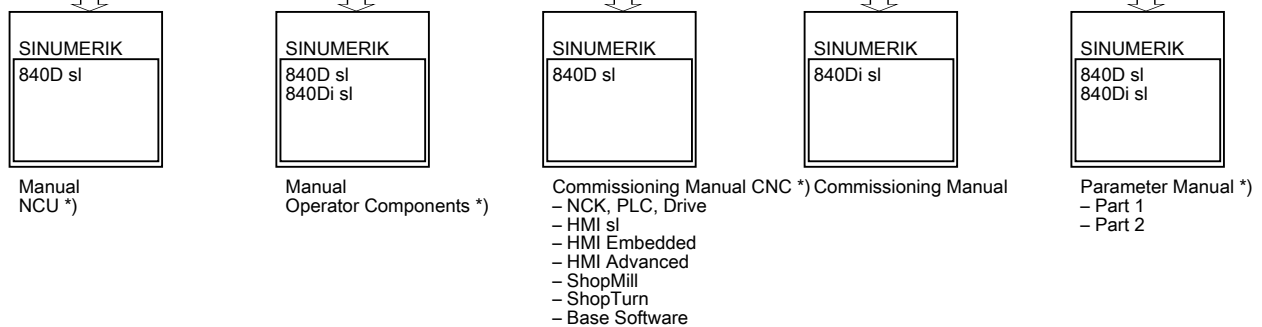 SINUMERIK
840D sl
Manual
NCU *)
SINUMERIK
840D sl
840Di sl
Manual
Operator Components *)
SINUMERIK
840D sl
Commissioning Manual CNC *)
– NCK, PLC, Drive
– HMI sl
– HMI Embedded
– HMI Advanced
– ShopMill
– ShopTurn
– Base Software
SINUMERIK
840Di sl
Commissioning Manual
SINUMERIK
840D sl
840Di sl
Parameter Manual *)
– Part 1
– Part 2